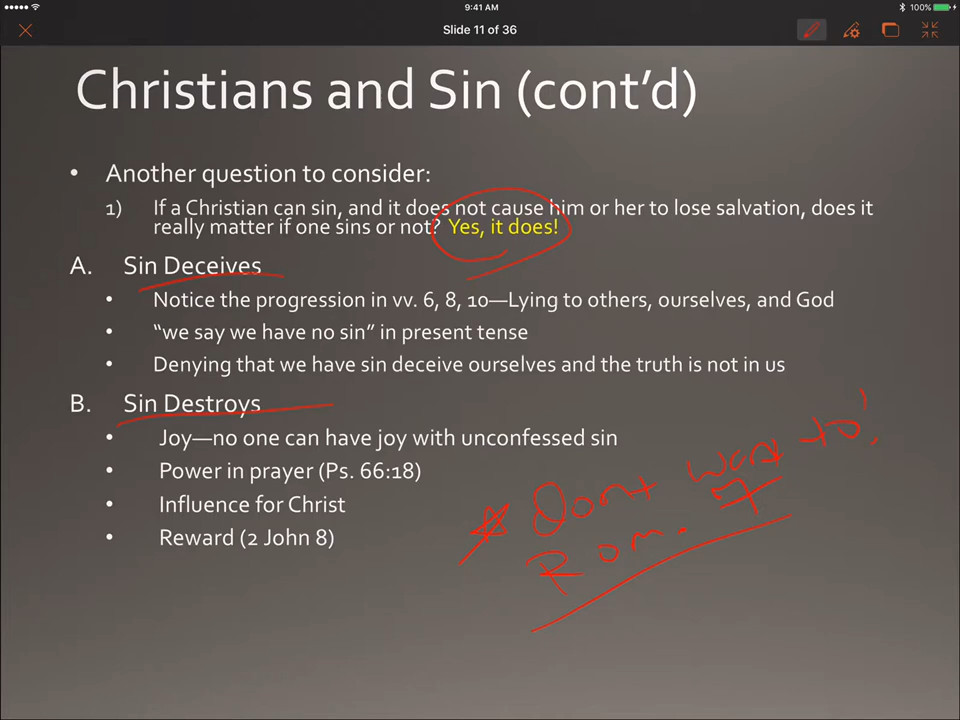 9:41 AM
100%
Slide 11 of 36
Christians and Sin (cont'd)
• Another question to consider:
1) If a Christian can sin, and it does not cause him or her to lose salvation, does it
really matter if one sins or not? Yes, it does!
A. Sin Deceives
• Notice the progression in vv. 6, 8, 10—Lying to others, ourselves, and God
• “we say we have no sin” in present tense
• Denying that we have sin deceive ourselves and the truth is not in us
B. Sin Destroys
• Joy—no one can have joy with unconfessed sin
• Power in prayer (Ps. 66:18)
• Influence for Christ
• Reward (2 John 8)
Dont want to!
Rom. 7